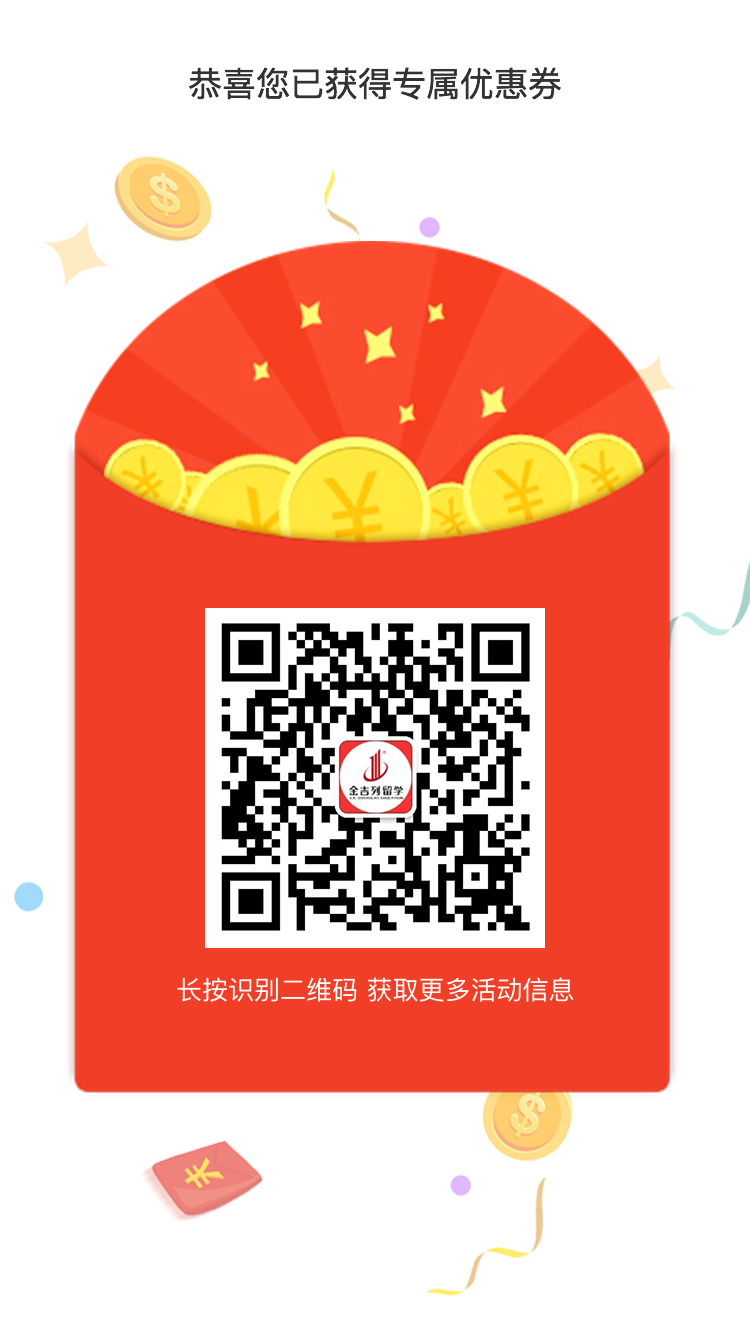 恭喜您已获得专属优惠券
金吉列留学
长按识别二维码 获取更多活动信息